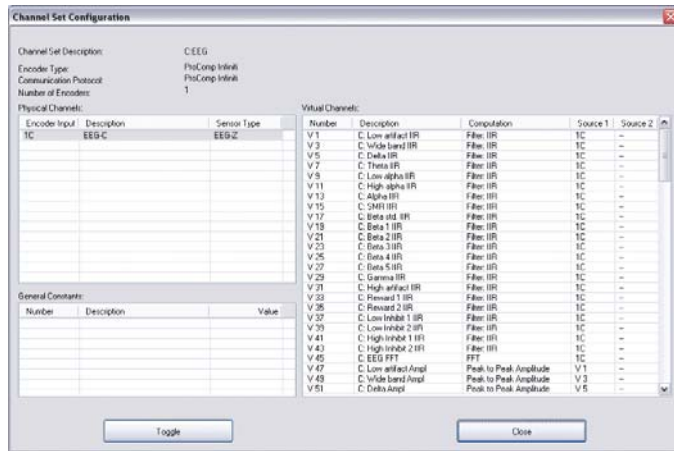 Channel Set Configuration
Channel Set Description: C:EEG
Encoder Type: ProComp Infiniti
Communication Protocol: ProComp Infiniti
Number of Encoders: 1
Physical Channels:
Encoder Input Description Sensor Type
1C EEG-C EEG-Z
General Constants:
Number Description Value
Virtual Channels:
Number Description Computation Source 1 Source 2
V 1 C: Low artifact IIR Filter: IIR 1C --
V 3 C: Wide band IIR Filter: IIR 1C --
V 5 C: Delta IIR Filter: IIR 1C --
V 7 C: Theta IIR Filter: IIR 1C --
V 9 C: Low alpha IIR Filter: IIR 1C --
V 11 C: High alpha IIR Filter: IIR 1C --
V 13 C: Alpha IIR Filter: IIR 1C --
V 15 C: SMR IIR Filter: IIR 1C --
V 17 C: Beta std. IIR Filter: IIR 1C --
V 19 C: Beta 1 IIR Filter: IIR 1C --
V 21 C: Beta 2 IIR Filter: IIR 1C --
V 23 C: Beta 3 IIR Filter: IIR 1C --
V 25 C: Beta 4 IIR Filter: IIR 1C --
V 27 C: Beta 5 IIR Filter: IIR 1C --
V 29 C: Gamma IIR Filter: IIR 1C --
V 31 C: High artifact IIR Filter: IIR 1C --
V 33 C: Reward 1 IIR Filter: IIR 1C --
V 35 C: Reward 2 IIR Filter: IIR 1C --
V 37 C: Low Inhibit 1 IIR Filter: IIR 1C --
V 39 C: Low Inhibit 2 IIR Filter: IIR 1C --
V 41 C: High Inhibit 1 IIR Filter: IIR 1C --
V 43 C: High Inhibit 2 IIR Filter: IIR 1C --
V 45 C: EEG FFT FFT 1C --
V 47 C: Low artifact Ampl Peak to Peak Amplitude V 1 --
V 49 C: Wide band Ampl Peak to Peak Amplitude V 3 --
V 51 C: Delta Ampl Peak to Peak Amplitude V 5 --
Toggle
Close